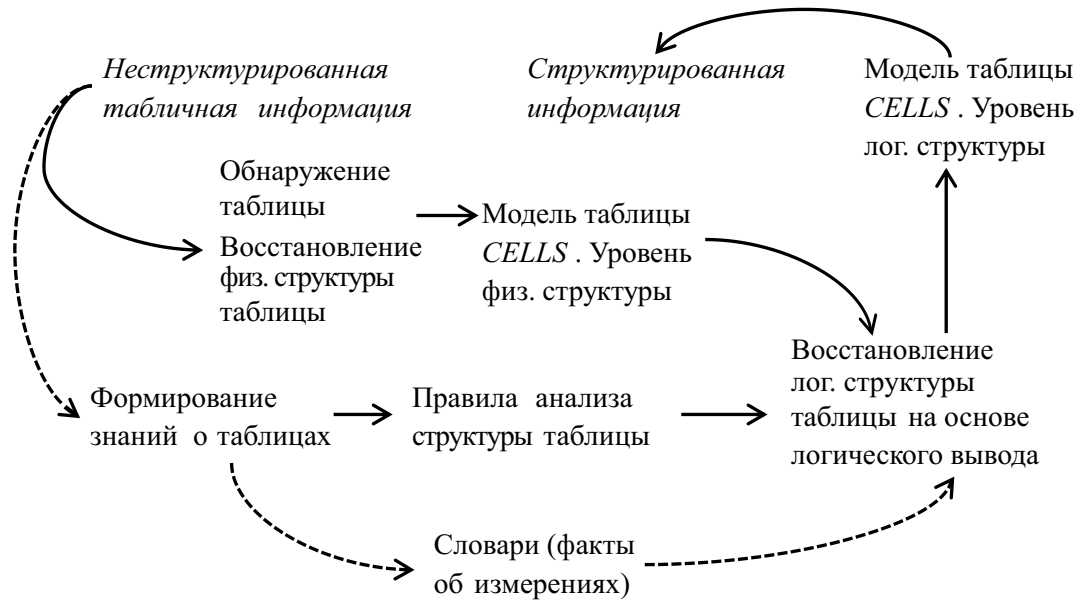 Неструктурированная
табличная информация
Структурированная
информация
Модель таблицы
CELLS . Уровень
лог. структуры
Обнаружение
таблицы
Восстановление
физ. структуры
таблицы
Модель таблицы
CELLS . Уровень
физ. структуры
Восстановление
лог. структуры
таблицы на основе
логического вывода
Формирование
знаний о таблицах
Правила анализа
структуры таблицы
Словари (факты
об измерениях)